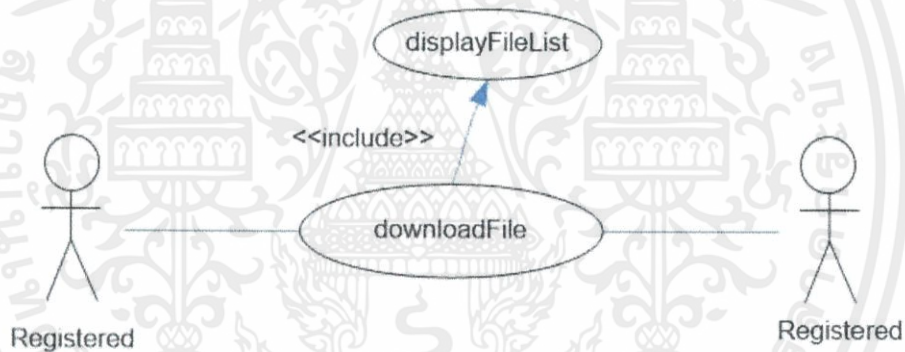 displayFileList
<<include>>
downloadFile
Registered
Registered